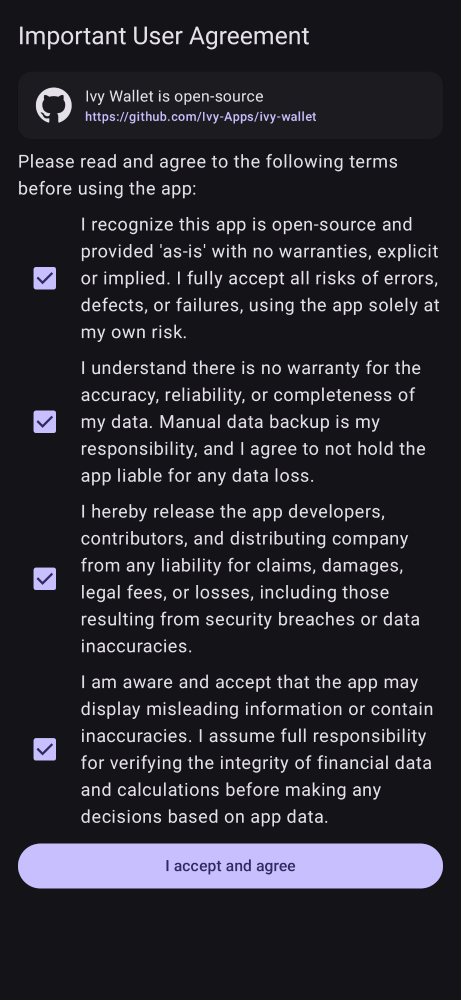 Important User Agreement
Ivy Wallet is open-source
https://github.com/Ivy-Apps/ivy-wallet
Please read and agree to the following terms
before using the app:
I recognize this app is open-source and
provided 'as-is' with no warranties, explicit
or implied. I fully accept all risks of errors,
defects, or failures, using the app solely at
my own risk.
I understand there is no warranty for the
accuracy, reliability, or completeness of
my data. Manual data backup is my
responsibility, and I agree to not hold the
app liable for any data loss.
I hereby release the app developers,
contributors, and distributing company
from any liability for claims, damages,
legal fees, or losses, including those
resulting from security breaches or data
inaccuracies.
I am aware and accept that the app may
display misleading information or contain
inaccuracies. I assume full responsibility
for verifying the integrity of financial data
and calculations before making any
decisions based on app data.
I accept and agree